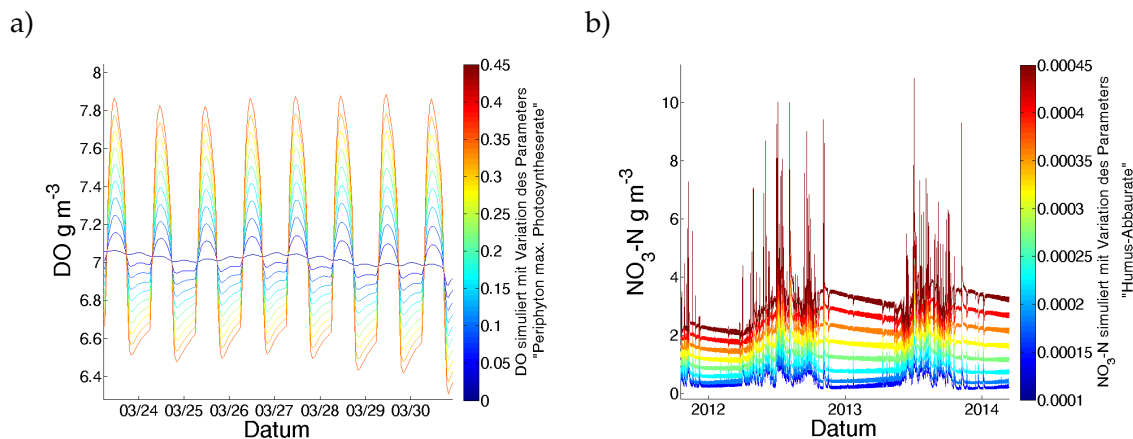 a)
8
7.8
7.6
7.4
7.2
7
6.8
6.6
6.4
DO g m-3
03/24 03/25 03/26 03/27 03/28 03/29 03/30
Datum
0.45
0.4
0.35
0.3
0.25
0.2
0.15
0.1
0.05
0
DO simuliert mit Variation des Parameters
"Periphyton max. Photosyntheserate"
b)
10
8
6
4
2
0
NO3-N g m-3
2012 2013 2014
Datum
0.00045
0.0004
0.00035
0.0003
0.00025
0.0002
0.00015
0.0001
NO3-N simuliert mit Variation des Parameters
"Humus-Abbaurate"